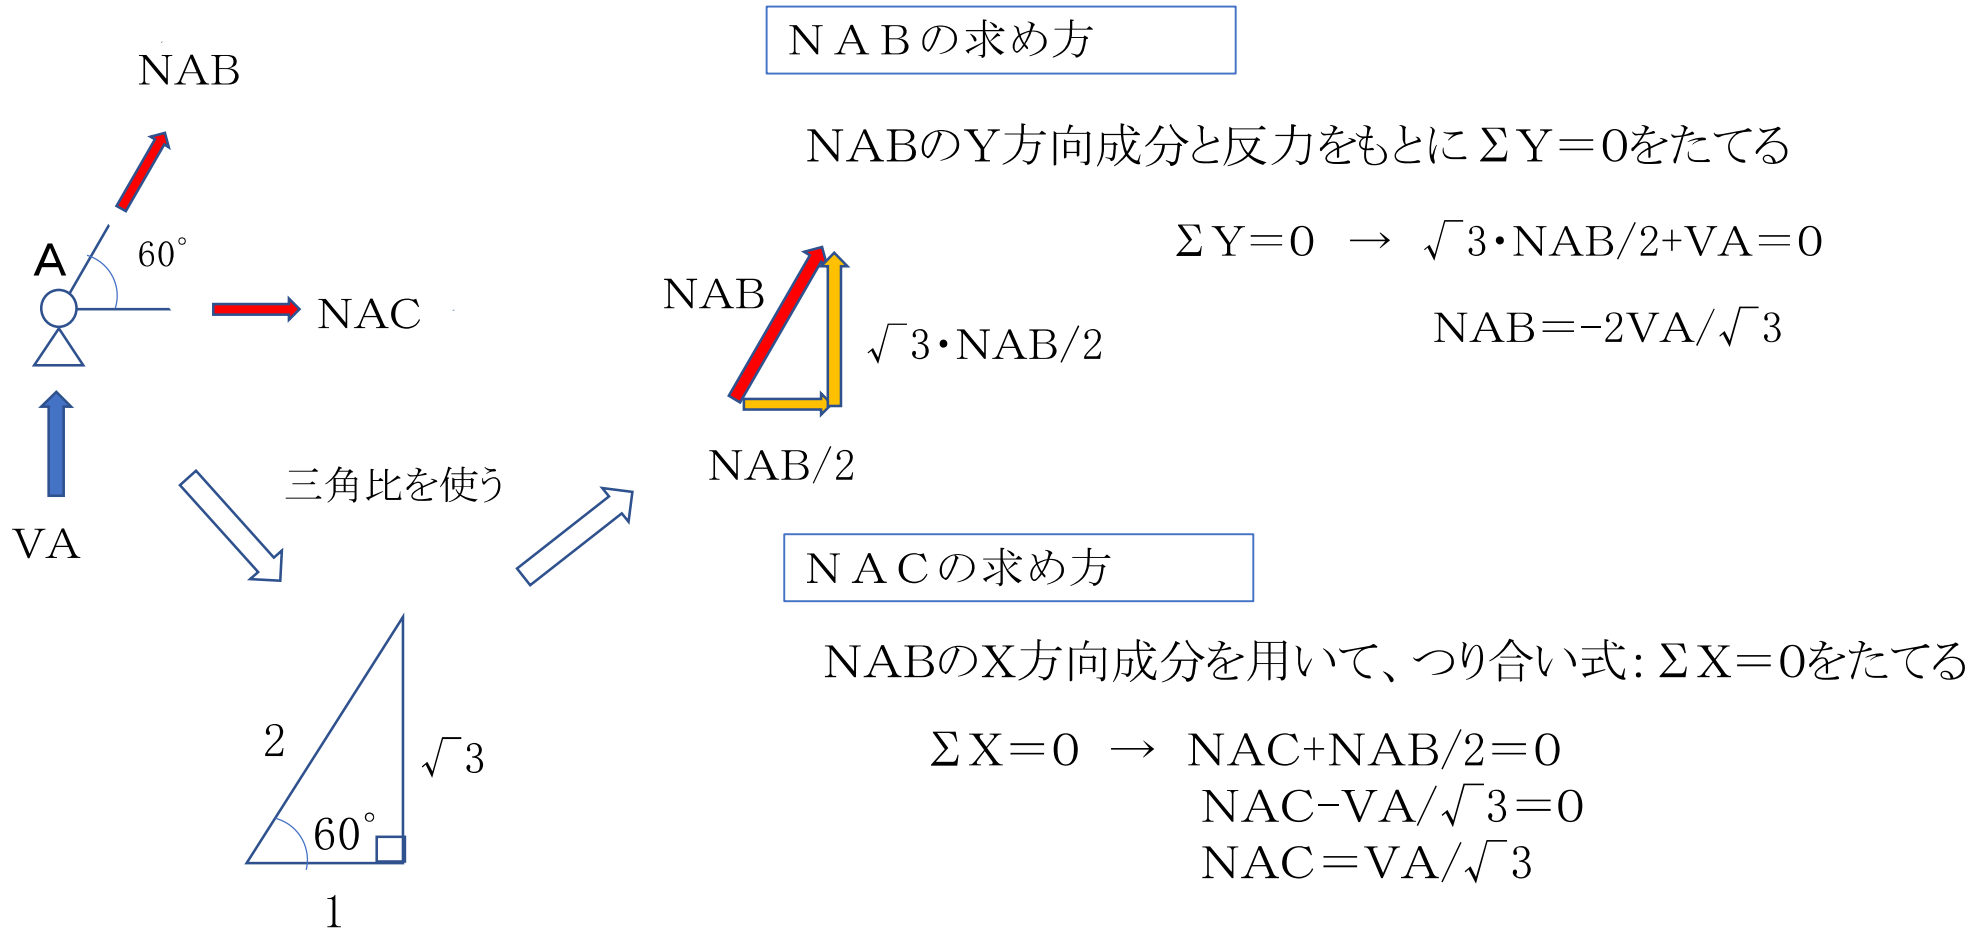 NAB
A
60°
NAC
VA
三角比を使う
2
√3
60°
1
NAB
√3・NAB/2
NAB/2
ＮＡＢの求め方
NABのY方向成分と反力をもとにΣY＝0をたてる
ΣY＝0 → √3・NAB/2+VA＝0
NAB＝-2VA/√3
ＮＡＣの求め方
NABのX方向成分を用いて、つり合い式：ΣX＝0をたてる
ΣX＝0 → NAC+NAB/2＝0
NAC-VA/√3＝0
NAC＝VA/√3